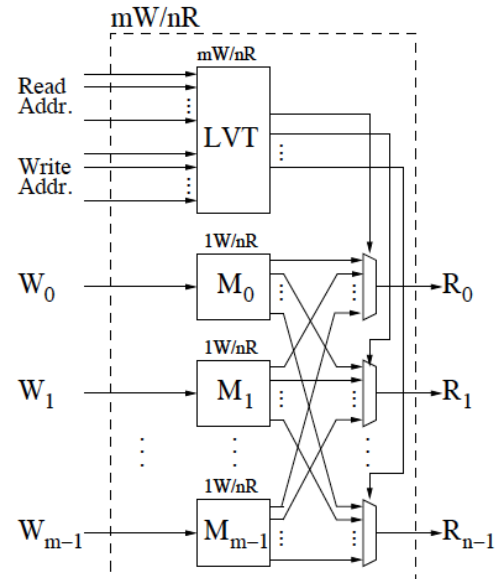 mW/nR
mW/nR
Read
Addr.
LVT
Write
Addr.
1W/nR
W0 M0 R0
1W/nR
W1 M1 R1
1W/nR
Wm−1 Mm−1 Rn−1